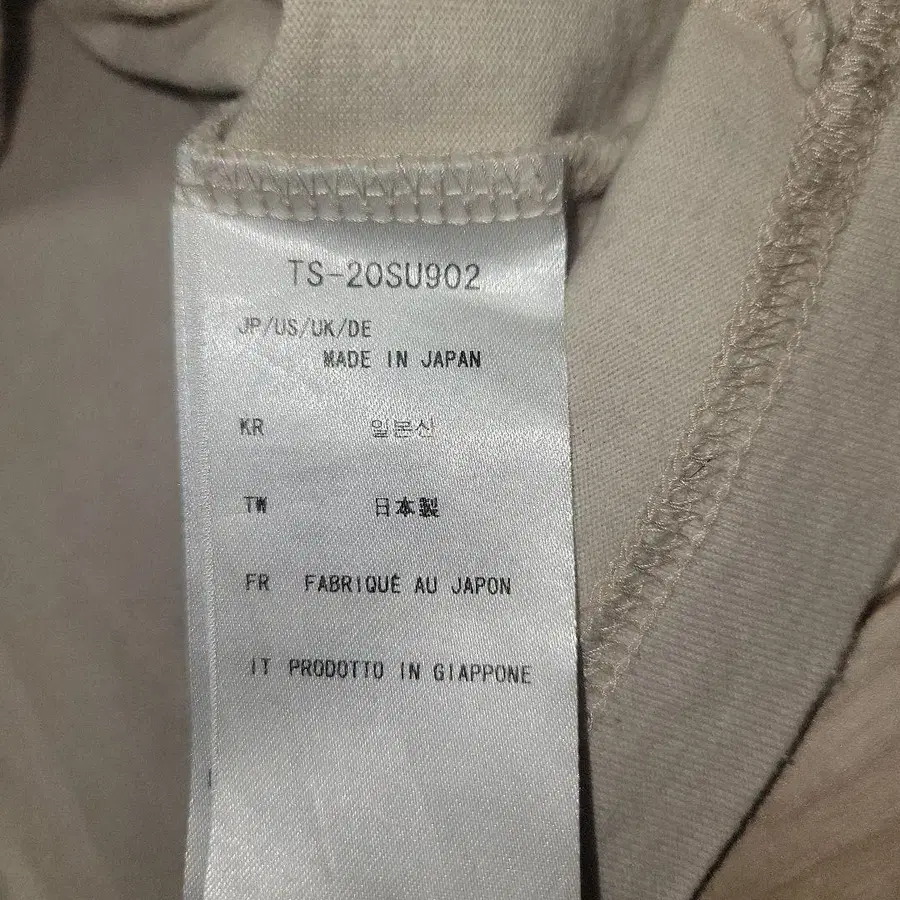 TS-20SU902
JP/US/UK/DE
MADE IN JAPAN
KR 일본산
TW 日本製
FR FABRIQUÉ AU JAPON
IT PRODOTTO IN GIAPPONE